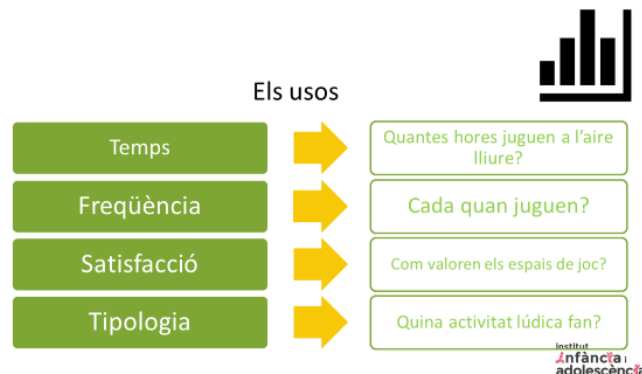 Els usos
Temps
Quantes hores juguen a l'aire
lliure?
Freqüència
Cada quan juguen?
Satisfacció
Com valoren els espais de joc?
Tipologia
Quina activitat lúdica fan?
institut
infància i
adolescència